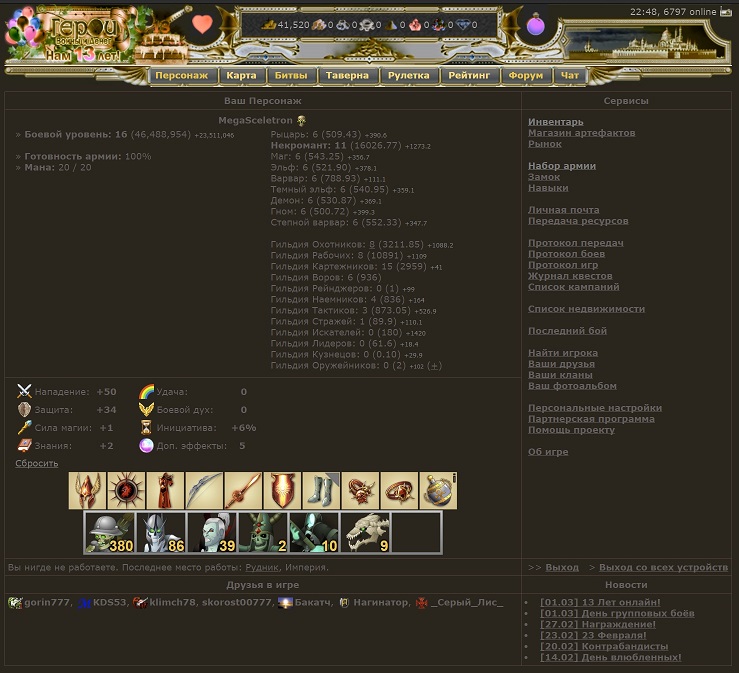 22:48, 6797 online
Герои
Войны и Денег
Нам 13 лет!
41,520 0 0 0 0 0 0 0
Персонаж Карта Битвы Таверна Рулетка Рейтинг Форум Чат
Ваш Персонаж
MegaSceletron
» Боевой уровень: 16 (46,488,954) +23,511,046
» Готовность армии: 100%
» Мана: 20 / 20
Рыцарь: 6 (509.43) +390.6
Некромант: 11 (16026.77) +1273.2
Маг: 6 (543.25) +356.7
Эльф: 6 (521.90) +378.1
Варвар: 6 (788.93) +111.1
Темный эльф: 6 (540.95) +359.1
Демон: 6 (530.87) +369.1
Гном: 6 (500.72) +399.3
Степной варвар: 6 (552.33) +347.7
Гильдия Охотников: 8 (3211.85) +1088.2
Гильдия Рабочих: 8 (10891) +1109
Гильдия Картежников: 15 (2959) +41
Гильдия Воров: 6 (936)
Гильдия Рейнджеров: 0 (1) +99
Гильдия Наемников: 4 (836) +164
Гильдия Тактиков: 3 (873.05) +526.9
Гильдия Стражей: 1 (89.9) +110.1
Гильдия Искателей: 0 (180) +1420
Гильдия Лидеров: 0 (61.6) +18.4
Гильдия Кузнецов: 0 (0.10) +29.9
Гильдия Оружейников: 0 (2) +102 (+)
Нападение: +50 Удача: 0
Защита: +34 Боевой дух: 0
Сила магии: +1 Инициатива: +6%
Знания: +2 Доп. эффекты: 5
Сбросить
380 86 39 2 10 9
Вы нигде не работаете. Последнее место работы: Рудник, Империя.
Друзья в игре
gorin777, KDS53, klimch78, skorost00777, Бакатч, Нагинатор, _Серый_Лис_
Сервисы
Инвентарь
Магазин артефактов
Рынок
Набор армии
Замок
Навыки
Личная почта
Передача ресурсов
Протокол передач
Протокол боев
Протокол игр
Журнал квестов
Список кампаний
Список недвижимости
Последний бой
Найти игрока
Ваши друзья
Ваши кланы
Ваш фотоальбом
Персональные настройки
Партнерская программа
Помощь проекту
Об игре
>> Выход > Выход со всех устройств
Новости
[01.03] 13 Лет онлайн!
[01.03] День групповых боёв
[27.02] Награждение!
[23.02] 23 Февраля!
[20.02] Контрабандисты
[14.02] День влюбленных!